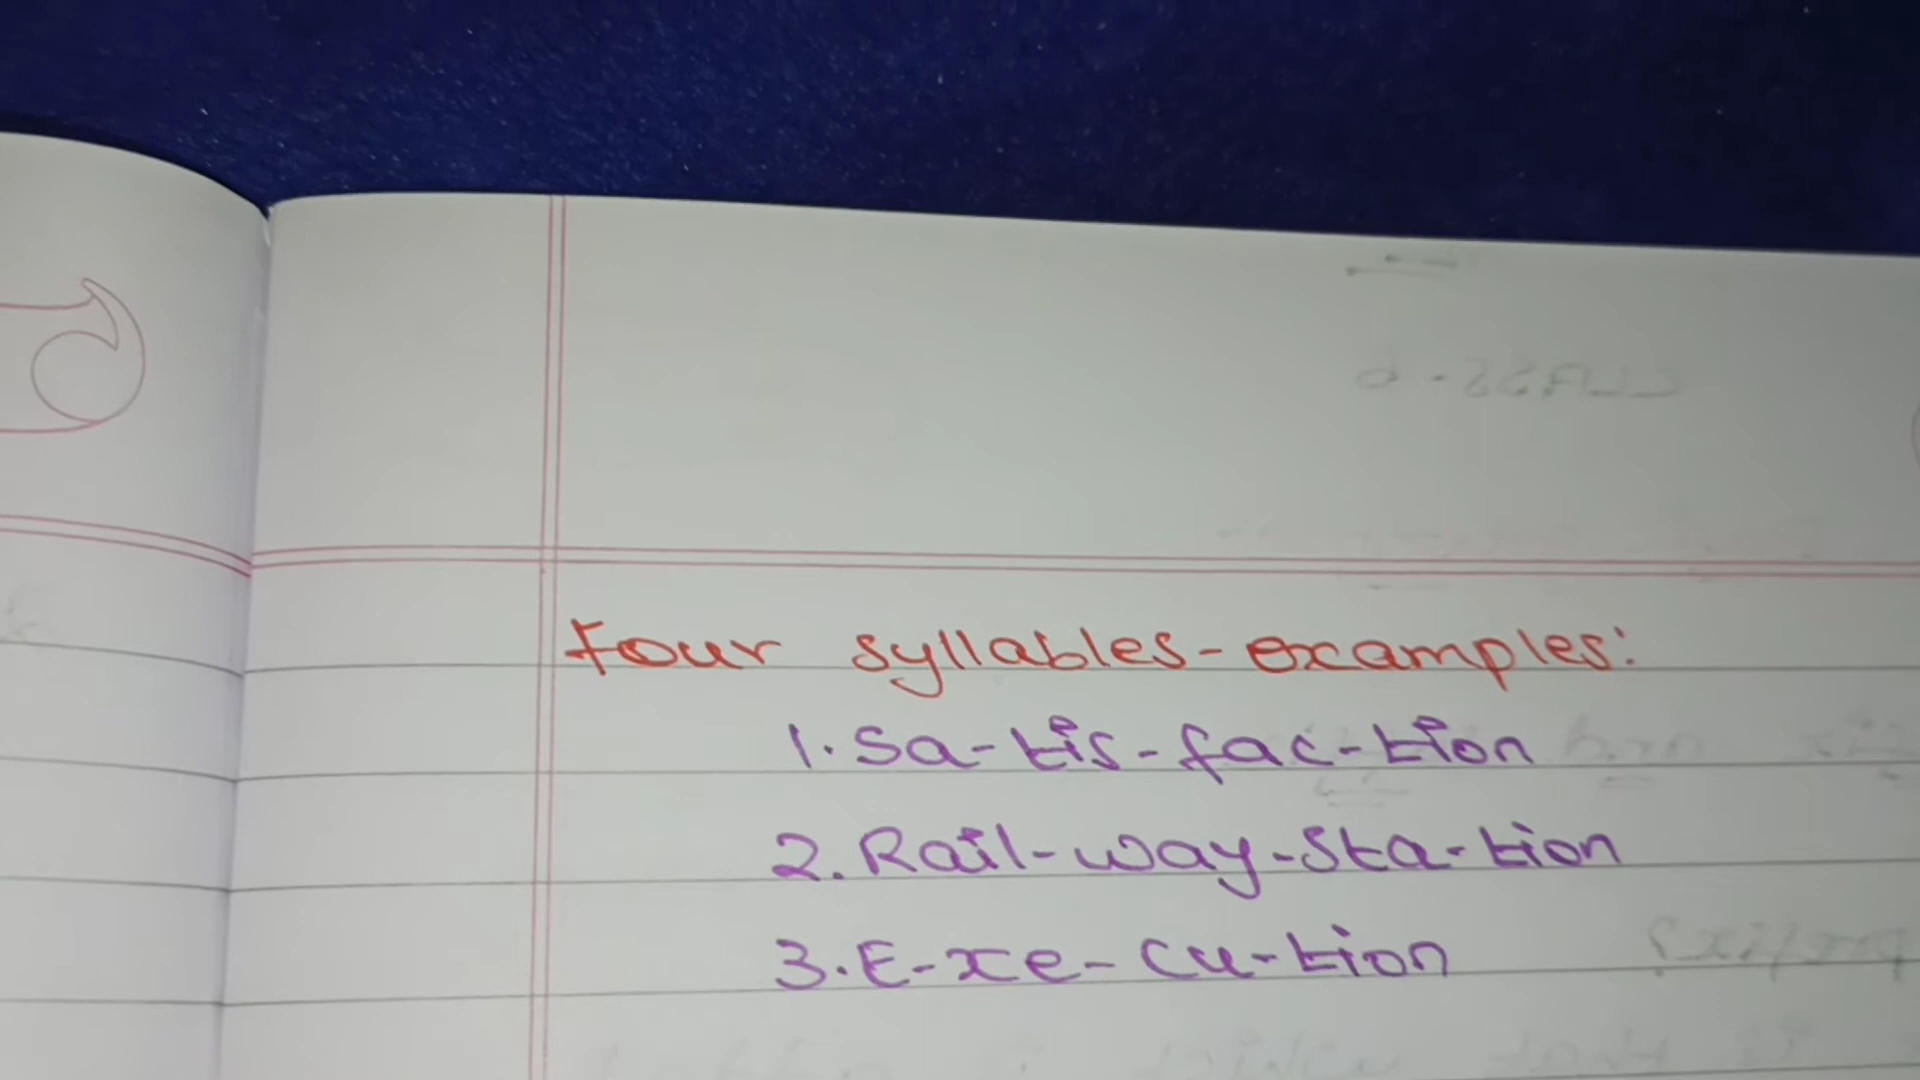 Four syllables-examples:
1. Sa-tis-fac-tion
2. Rail-way-Sta-tion
3. E-xe-cu-tion